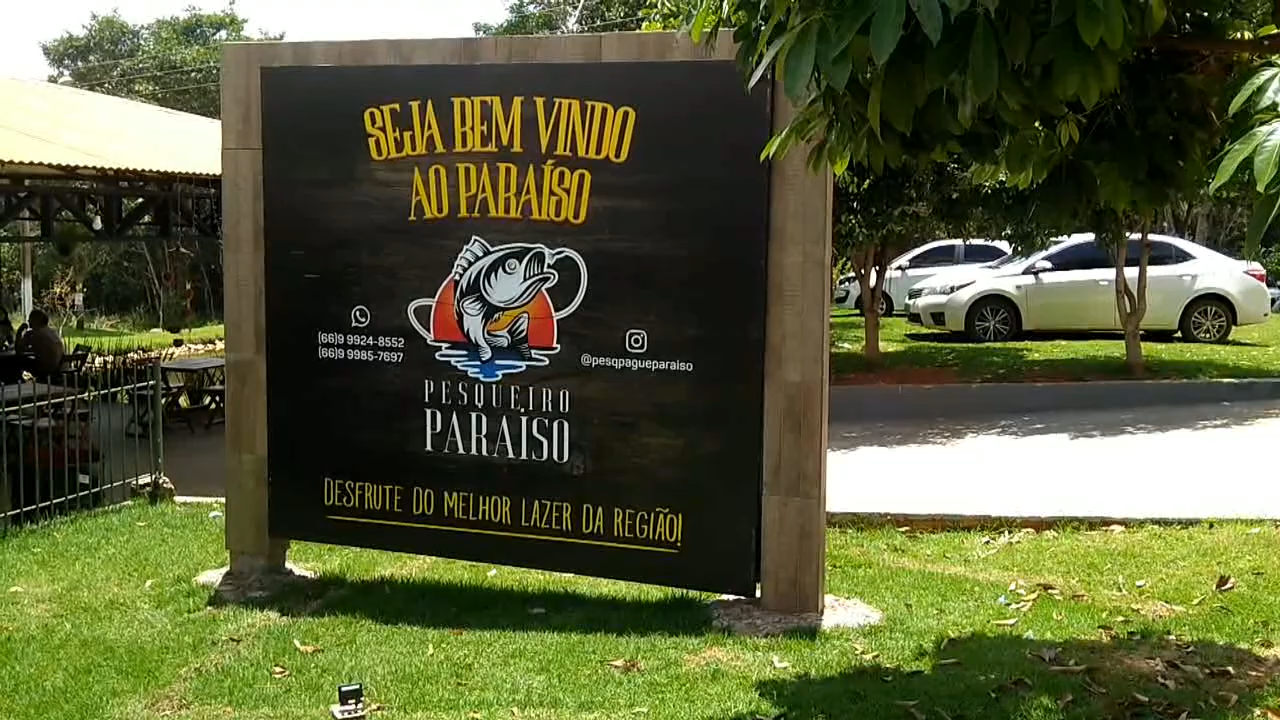 SEJA BEM VINDO
AO PARAÍSO
(66)9 9924-8552
(66)9 9985-7697
@pesqpagueparaiso
PESQUEIRO
PARAÍSO
DESFRUTE DO MELHOR LAZER DA REGIÃO!